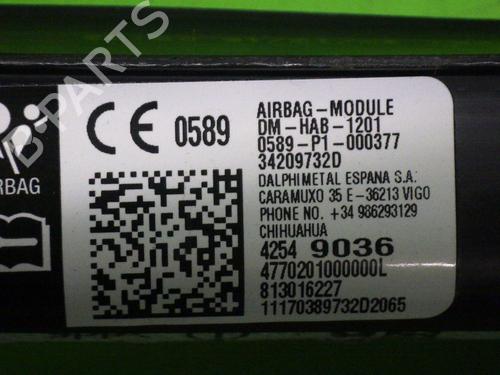 B-PARTS
CE 0589
AIRBAG
AIRBAG-MODULE
DM-HAB-1201
0589-P1-000377
34209732D
DALPHIMETAL ESPANA S.A.
CARAMUXO 35 E-36213 VIGO
PHONE NO. +34 986293129
CHIHUAHUA
4254 9036
4770201000000L
813016227
11170389732D2065